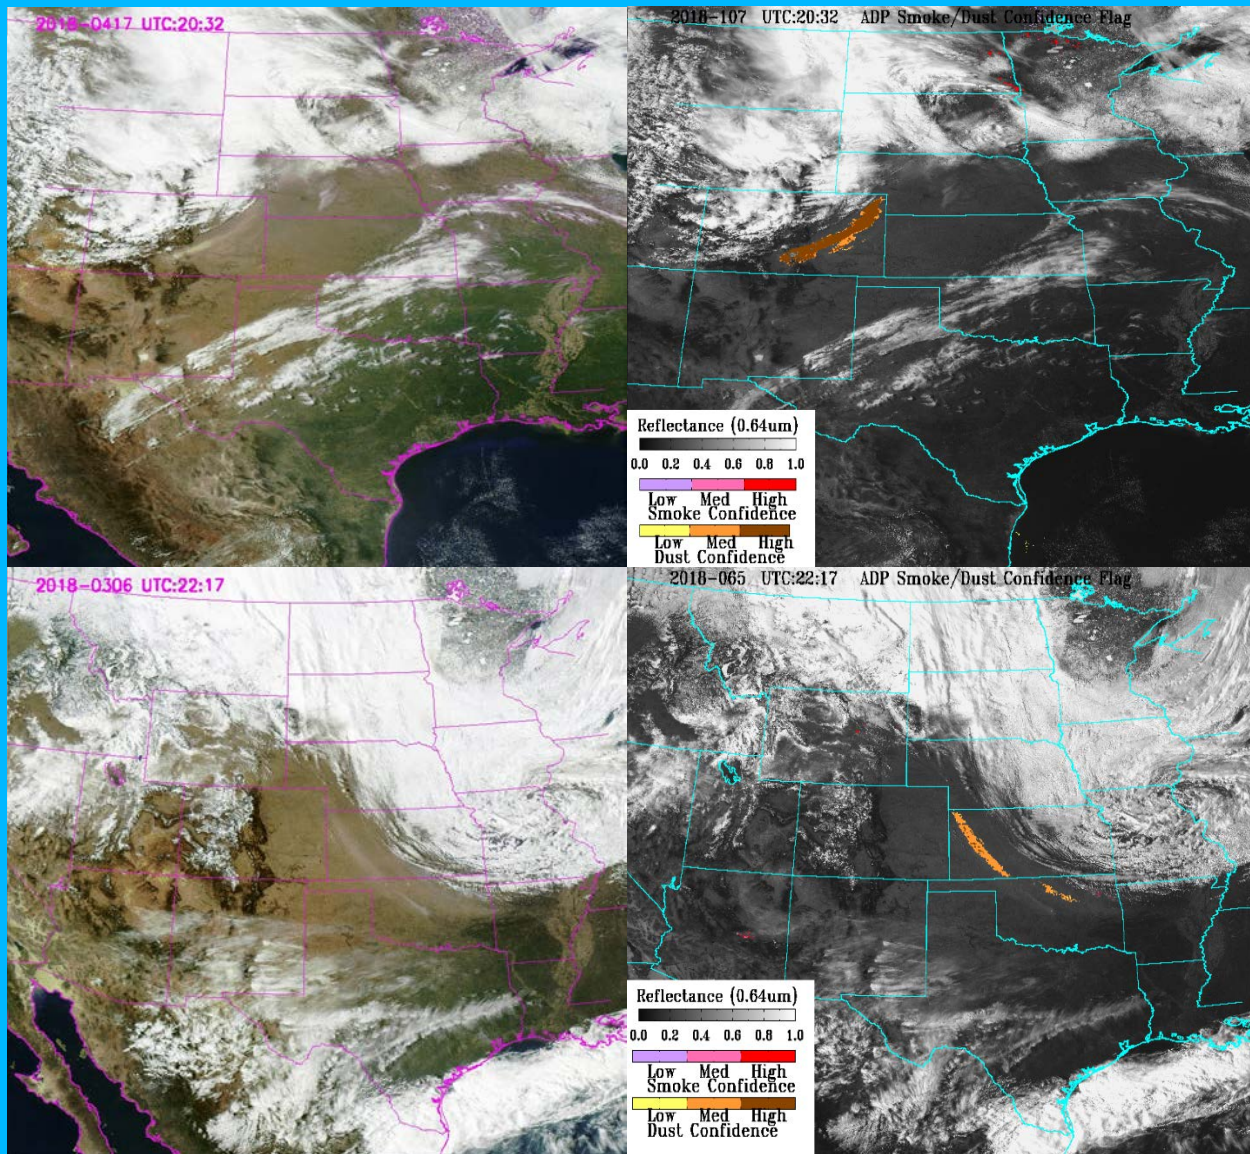 2018-0417 UTC:20:32
2018-107 UTC:20:32 ADP Smoke/Dust Confidence Flag
Reflectance (0.64um)
0.0 0.2 0.4 0.6 0.8 1.0
Low Med High
Smoke Confidence
Low Med High
Dust Confidence
2018-0306 UTC:22:17
2018-065 UTC:22:17 ADP Smoke/Dust Confidence Flag
Reflectance (0.64um)
0.0 0.2 0.4 0.6 0.8 1.0
Low Med High
Smoke Confidence
Low Med High
Dust Confidence